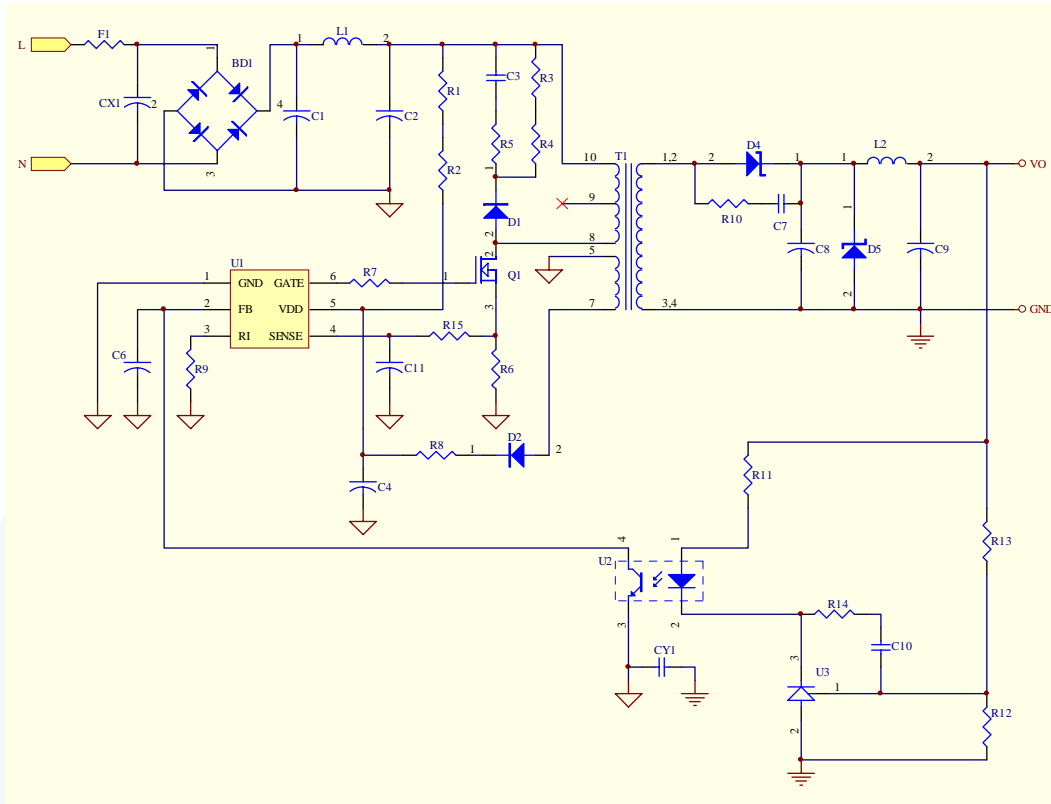 F1
L
1
L1
2
1
BD1
C3
R3
CX1
2
4
C1
C2
R1
R5
R4
N
3
R2
1
10
T1
1,2
2
D4
1
1
L2
2
VO
9
D1
2
R10
C7
1
8
2
5
C8
D5
C9
U1
Q1
1
GND
GATE
6
R7
1
2
FB
VDD
5
3
7
3,4
2
GND
3
RI
SENSE
4
R15
C6
R9
C11
R6
R8
1
D2
2
C4
R11
4
1
R13
U2
3
2
R14
C10
CY1
3
U3
1
2
R12